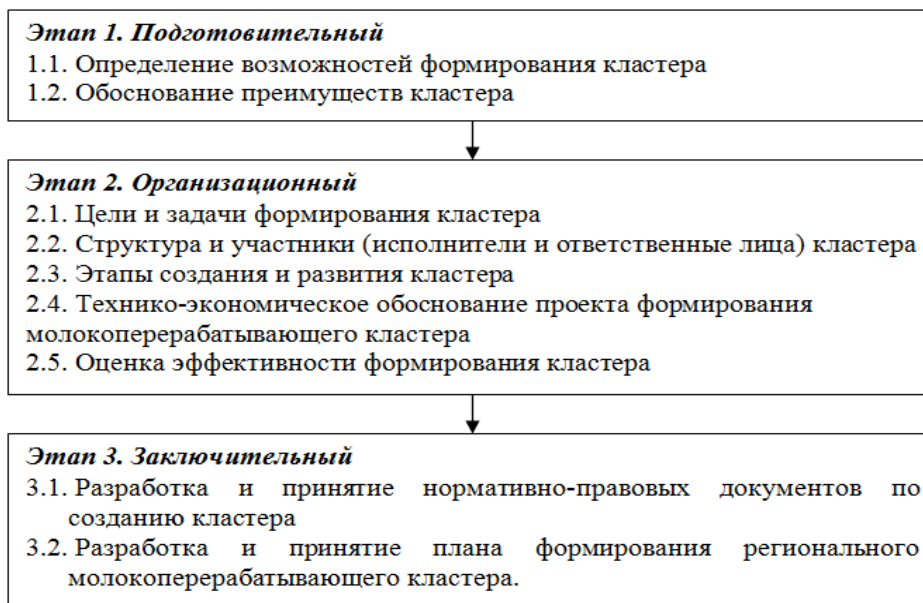 Этап 1. Подготовительный
1.1. Определение возможностей формирования кластера
1.2. Обоснование преимуществ кластера
Этап 2. Организационный
2.1. Цели и задачи формирования кластера
2.2. Структура и участники (исполнители и ответственные лица) кластера
2.3. Этапы создания и развития кластера
2.4. Технико-экономическое обоснование проекта формирования
молокоперерабатывающего кластера
2.5. Оценка эффективности формирования кластера
Этап 3. Заключительный
3.1. Разработка и принятие нормативно-правовых документов по
созданию кластера
3.2. Разработка и принятие плана формирования регионального
молокоперерабатывающего кластера.